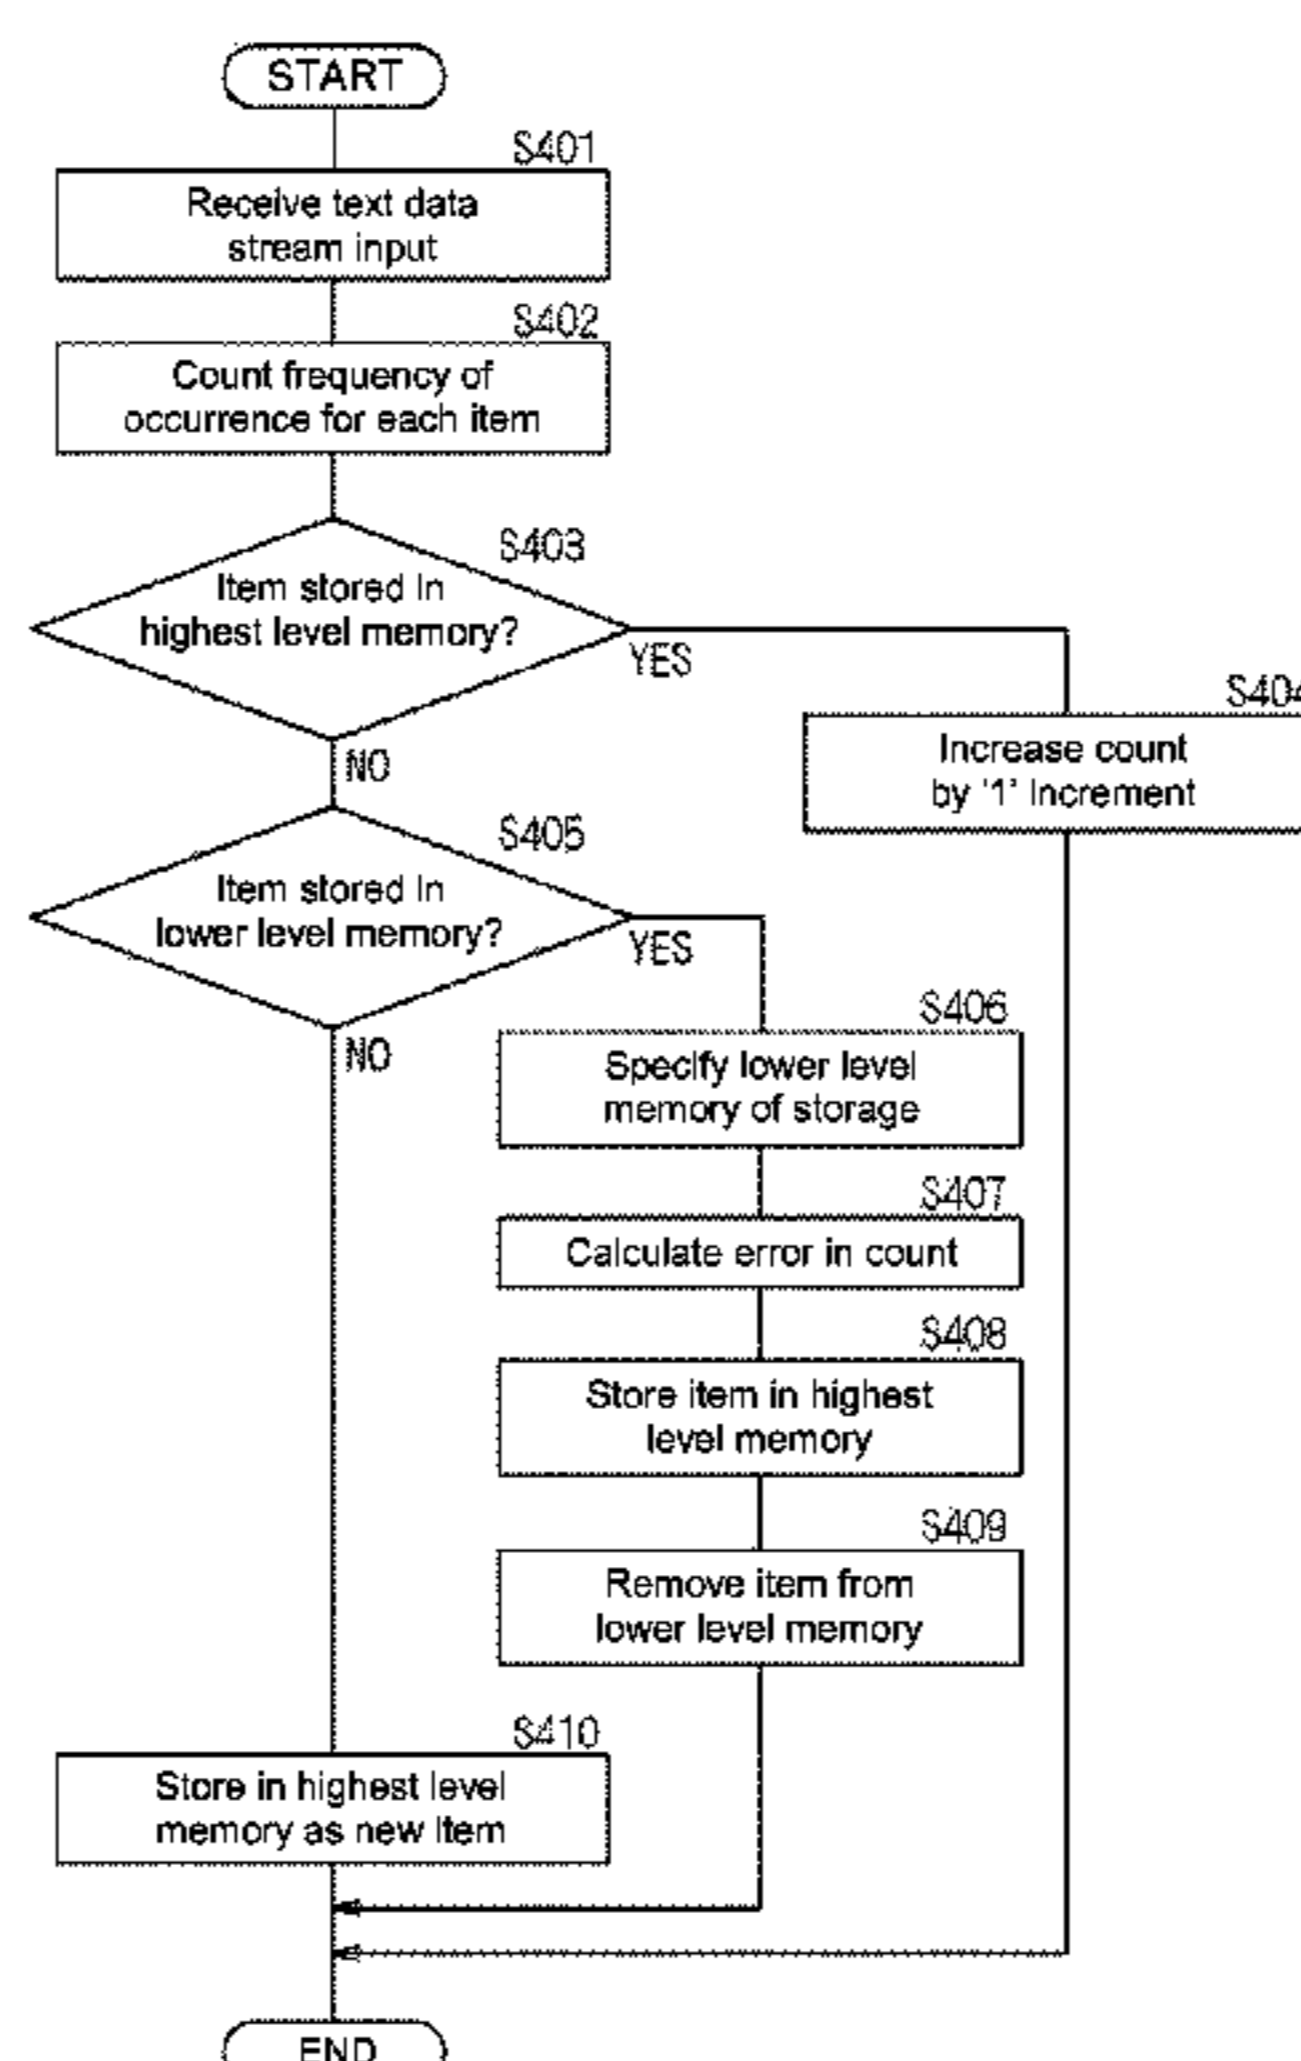 START
S401
Receive text data
stream input
S402
Count frequency of
occurrence for each item
S403
Item stored in
highest level memory?
YES
S404
Increase count
by '1' increment
NO
S405
Item stored in
lower level memory?
YES
S406
Specify lower level
memory of storage
NO
S407
Calculate error in count
S408
Store item in highest
level memory
S409
Remove item from
lower level memory
S410
Store in highest level
memory as new item
END